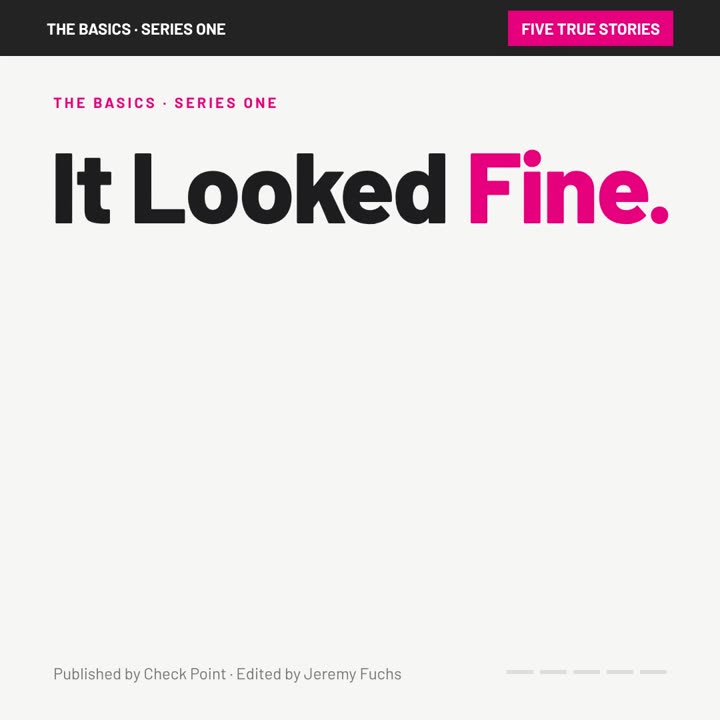 THE BASICS · SERIES ONE
FIVE TRUE STORIES
THE BASICS · SERIES ONE
It Looked Fine.
Published by Check Point · Edited by Jeremy Fuchs